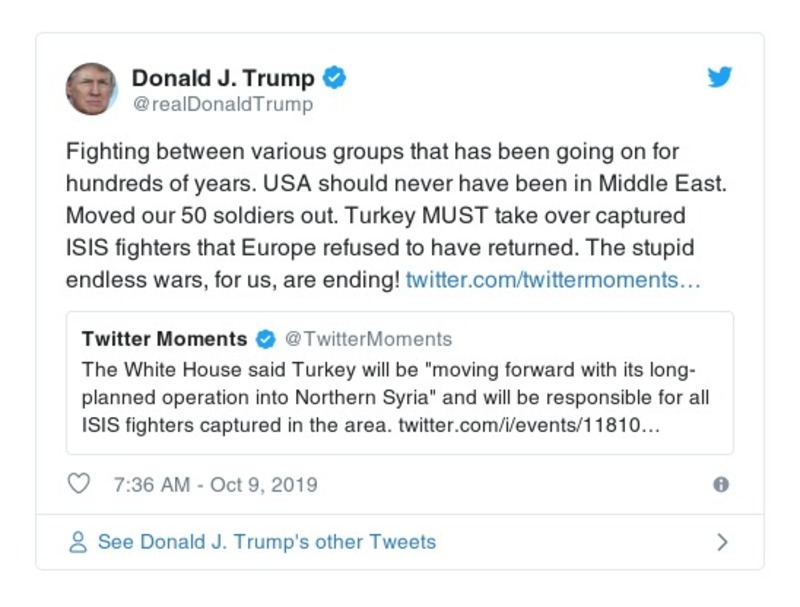 Donald J. Trump
@realDonaldTrump
Fighting between various groups that has been going on for
hundreds of years. USA should never have been in Middle East.
Moved our 50 soldiers out. Turkey MUST take over captured
ISIS fighters that Europe refused to have returned. The stupid
endless wars, for us, are ending! twitter.com/twittermoments…
Twitter Moments @TwitterMoments
The White House said Turkey will be "moving forward with its long-
planned operation into Northern Syria" and will be responsible for all
ISIS fighters captured in the area. twitter.com/i/events/11810…
7:36 AM - Oct 9, 2019
See Donald J. Trump's other Tweets